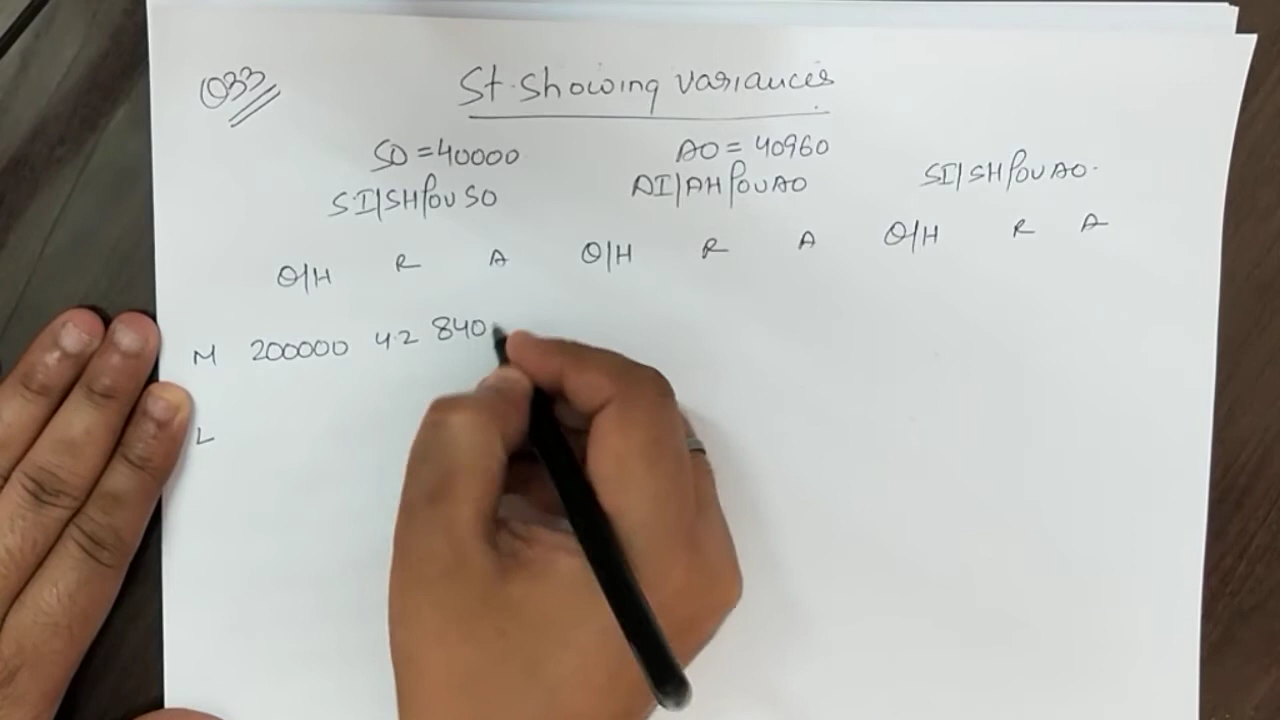 Q33
St. Showing variances
SO = 40000 AO = 40960
S.I/SH for SO AI/AH for AO SI/SH for AO.
Q/H R A Q/H R A Q/H R A
M 200000 4.2 840
L